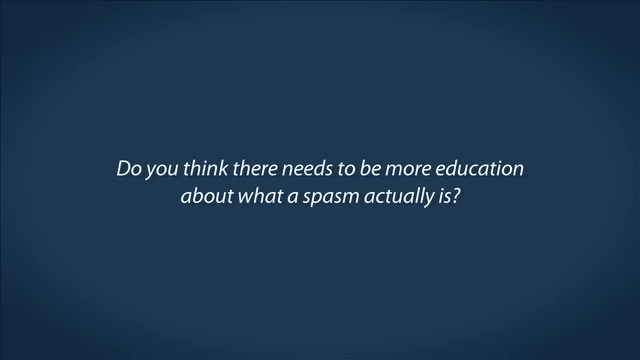 Do you think there needs to be more education
about what a spasm actually is?